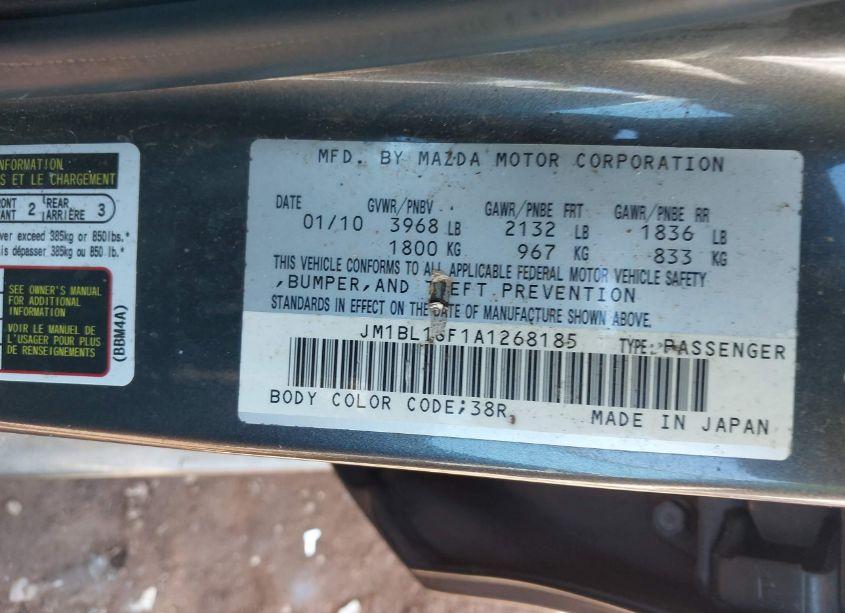 NFORMATION
S ET LE CHARGEMENT
RONT 2 REAR 3
ANT ARRIÈRE
ver exceed 385kg or 850lbs.*
is dépasser 385kg ou 850 lb.*
SEE OWNER'S MANUAL
FOR ADDITIONAL
INFORMATION
VOIR LE MANUEL DE
L'USAGER POUR PLUS
DE RENSEIGNEMENTS
(BBM4A)
MFD. BY MAZDA MOTOR CORPORATION
DATE GVWR/PNBV GAWR/PNBE FRT GAWR/PNBE RR
01/10 3968 LB 2132 LB 1836 LB
1800 KG 967 KG 833 KG
THIS VEHICLE CONFORMS TO ALL APPLICABLE FEDERAL MOTOR VEHICLE SAFETY
,BUMPER,AND THEFT PREVENTION
STANDARDS IN EFFECT ON THE DATE OF MANUFACTURE SHOWN ABOVE.
TYPE: PASSENGER
BODY COLOR CODE;38R
MADE IN JAPAN